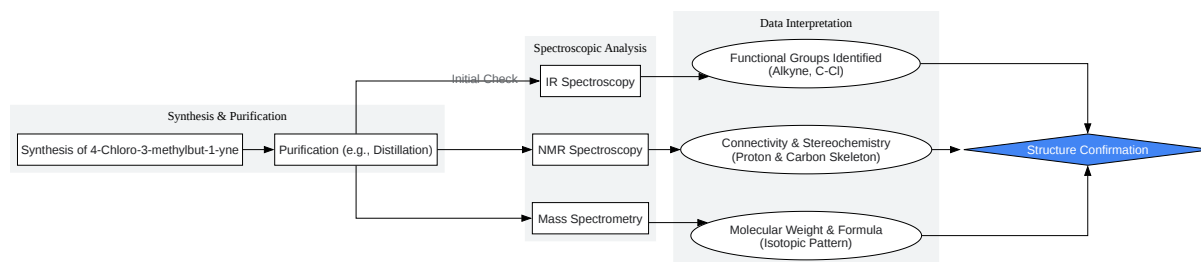 Synthesis & Purification
Synthesis of 4-Chloro-3-methylbut-1-yne
Purification (e.g., Distillation)
Initial Check
Spectroscopic Analysis
IR Spectroscopy
NMR Spectroscopy
Mass Spectrometry
Data Interpretation
Functional Groups Identified
(Alkyne, C-Cl)
Connectivity & Stereochemistry
(Proton & Carbon Skeleton)
Molecular Weight & Formula
(Isotopic Pattern)
Structure Confirmation